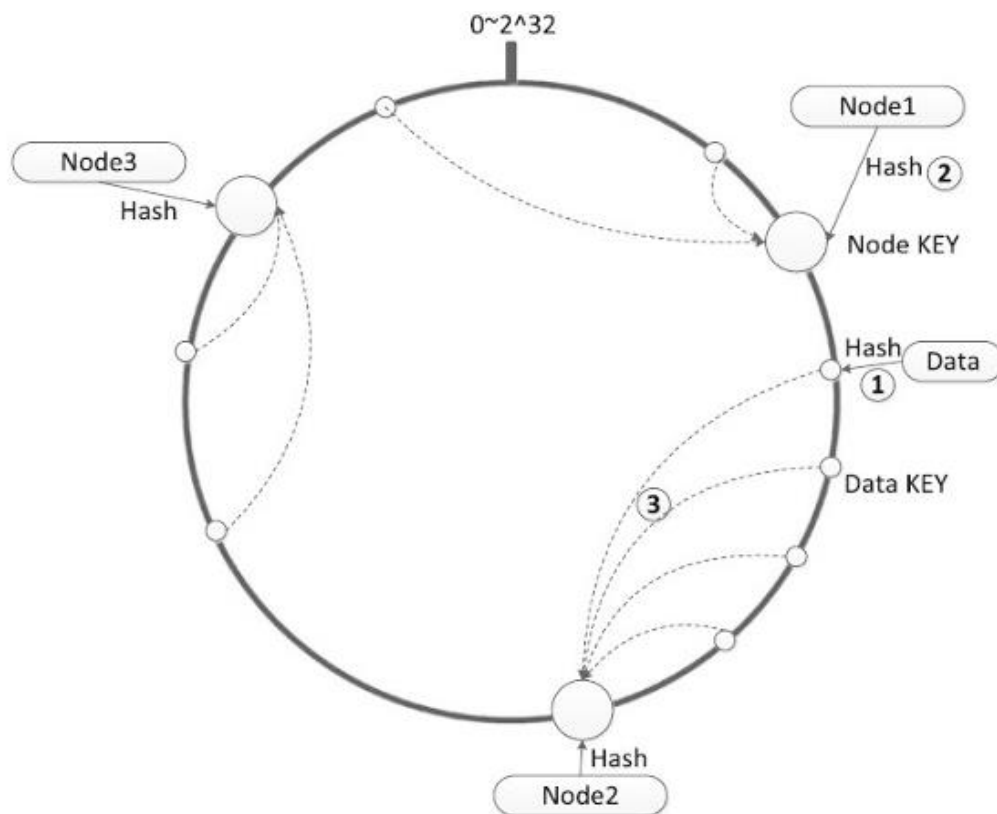 0~2^32
Node1
Node3
Hash 2
Hash
Node KEY
Hash
Data
1
Data KEY
3
Hash
Node2